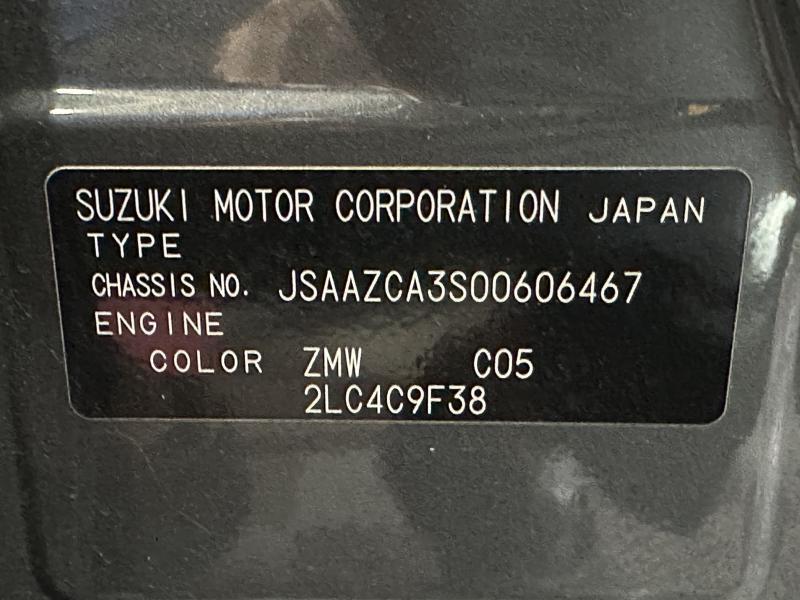 SUZUKI MOTOR CORPORATION JAPAN
TYPE
CHASSIS NO. JSAAZCA3S00606467
ENGINE
COLOR ZMW C05
2LC4C9F38